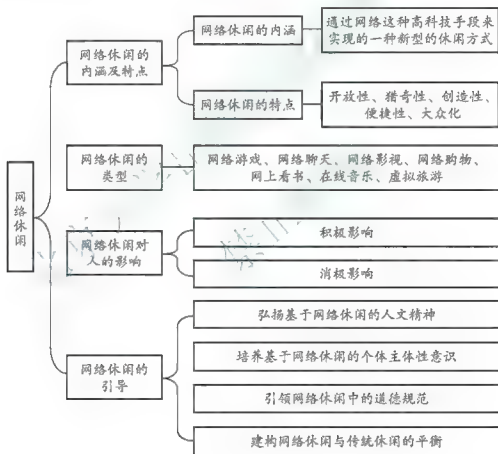 网络休闲
网络休闲的
内涵及特点
网络休闲的内涵
通过网络这种高科技手段来
实现的一种新型的休闲方式
网络休闲的特点
开放性、猎奇性、创造性、
便捷性、大众化
网络休闲的
类型
网络游戏、网络聊天、网络影视、网络购物、
网上看书、在线音乐、虚拟旅游
网络休闲对
人的影响
积极影响
消极影响
网络休闲的
引导
弘扬基于网络休闲的人文精神
培养基于网络休闲的个体主体性意识
引领网络休闲中的道德规范
建构网络休闲与传统休闲的平衡